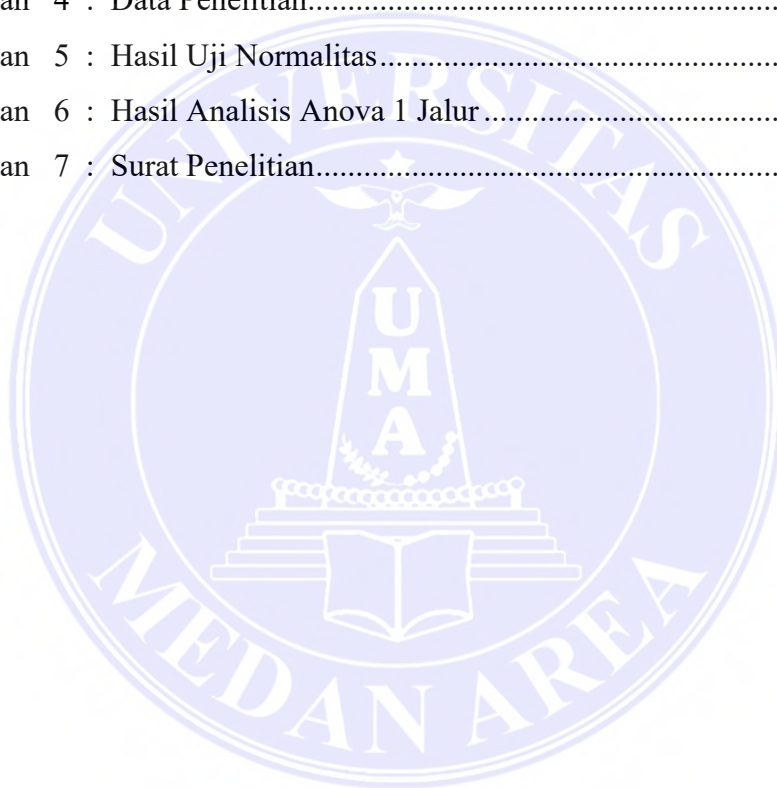 an 4 : Data Penelitian..........................................................
an 5 : Hasil Uji Normalitas..................................................
an 6 : Hasil Analisis Anova 1 Jalur.....................................
an 7 : Surat Penelitian.........................................................
UNIVERSITAS
U
M
A
MEDAN AREA